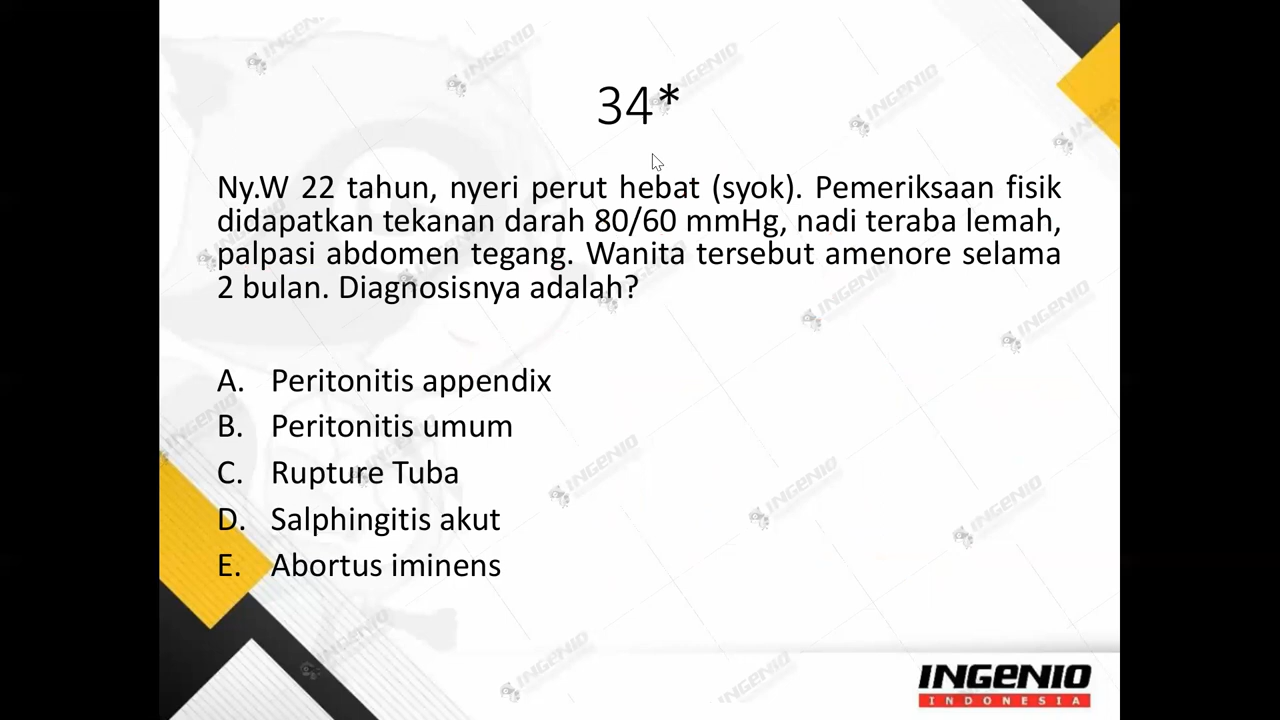 34*
Ny.W 22 tahun, nyeri perut hebat (syok). Pemeriksaan fisik
didapatkan tekanan darah 80/60 mmHg, nadi teraba lemah,
palpasi abdomen tegang. Wanita tersebut amenore selama
2 bulan. Diagnosisnya adalah?
A. Peritonitis appendix
B. Peritonitis umum
C. Rupture Tuba
D. Salphingitis akut
E. Abortus iminens
INGENIO
INDONESIA